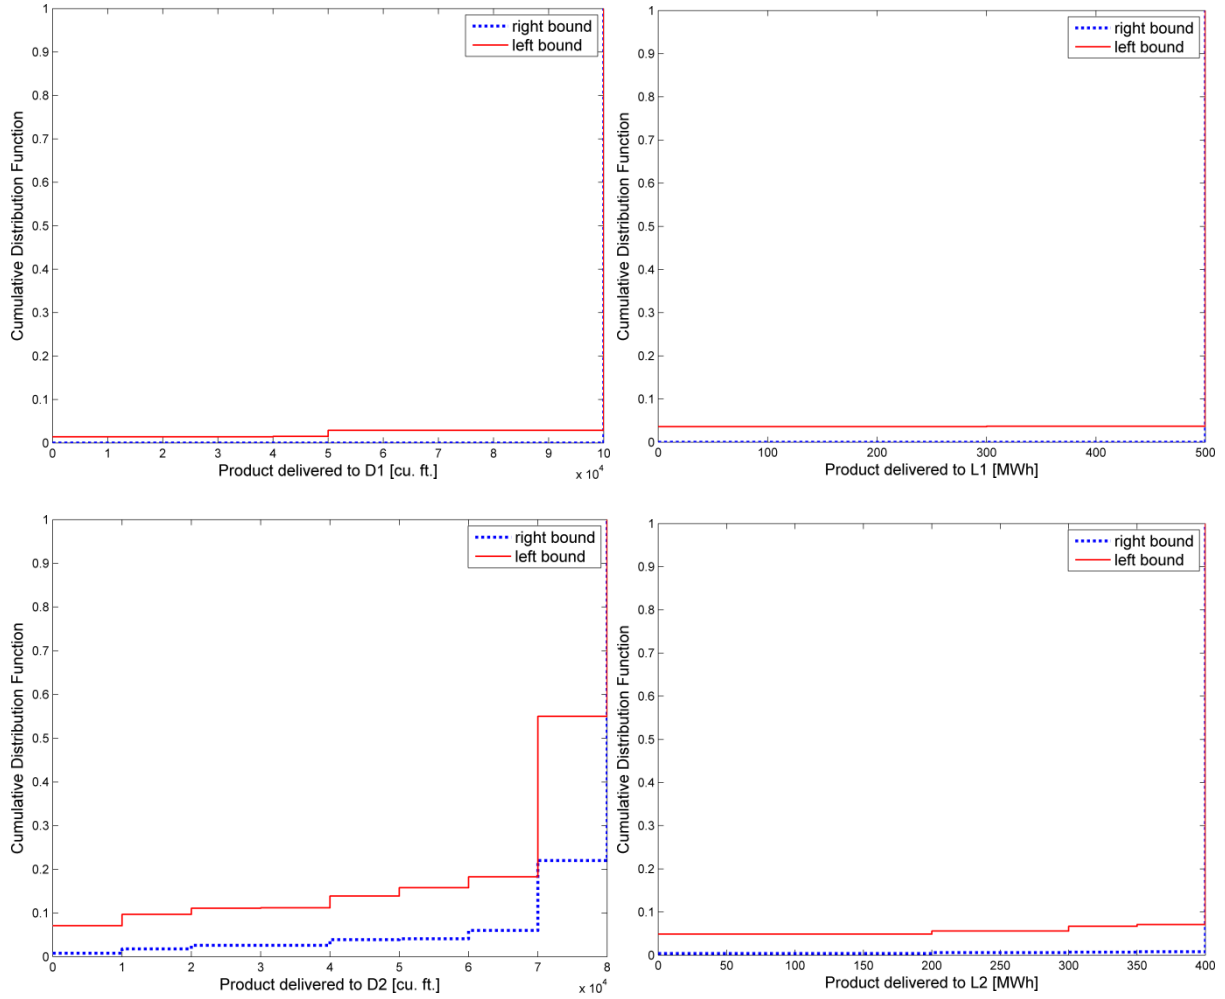 1
0.9
0.8
0.7
0.6
0.5
0.4
0.3
0.2
0.1
0
Cumulative Distribution Function
right bound
left bound
0 1 2 3 4 5 6 7 8 9 10
Product delivered to D1 [cu. ft.]
x 10^4
1
0.9
0.8
0.7
0.6
0.5
0.4
0.3
0.2
0.1
0
Cumulative Distribution Function
right bound
left bound
0 100 200 300 400 500
Product delivered to L1 [MWh]
1
0.9
0.8
0.7
0.6
0.5
0.4
0.3
0.2
0.1
0
Cumulative Distribution Function
right bound
left bound
0 1 2 3 4 5 6 7 8
Product delivered to D2 [cu. ft.]
x 10^4
1
0.9
0.8
0.7
0.6
0.5
0.4
0.3
0.2
0.1
0
Cumulative Distribution Function
right bound
left bound
0 50 100 150 200 250 300 350 400
Product delivered to L2 [MWh]